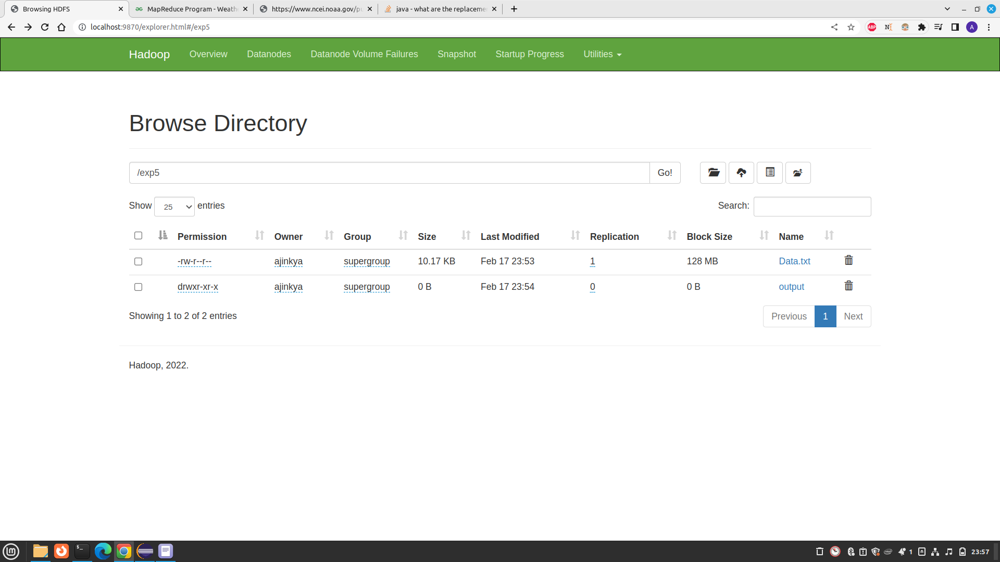 Browsing HDFS
MapReduce Program - Weath
https://www.ncei.noaa.gov/pu
java - what are the replaceme
localhost:9870/explorer.html#/exp5
ABP
A
Hadoop Overview Datanodes Datanode Volume Failures Snapshot Startup Progress Utilities
Browse Directory
/exp5 Go!
Show 25 entries Search:
Permission Owner Group Size Last Modified Replication Block Size Name
-rw-r--r-- ajinkya supergroup 10.17 KB Feb 17 23:53 1 128 MB Data.txt
drwxr-xr-x ajinkya supergroup 0 B Feb 17 23:54 0 0 B output
Showing 1 to 2 of 2 entries Previous 1 Next
Hadoop, 2022.
1 23:57